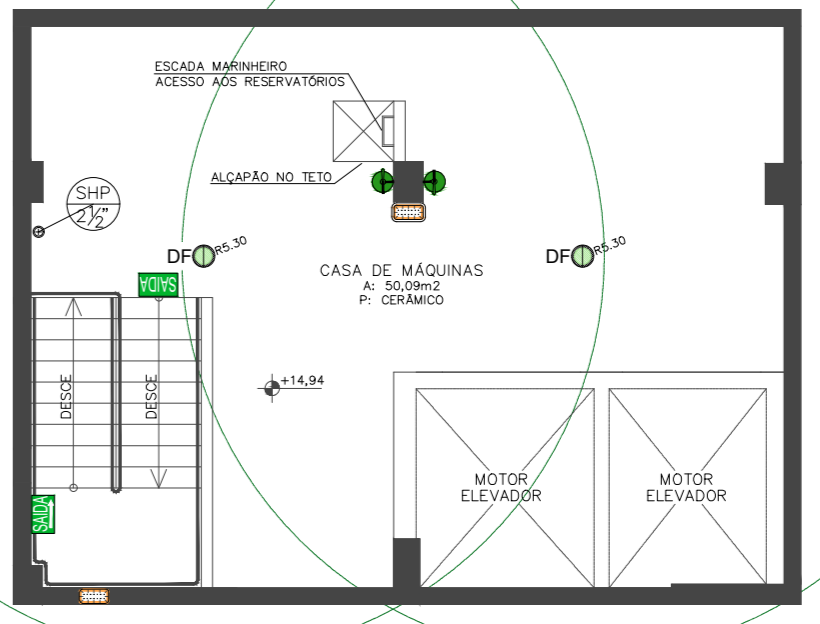 ESCADA MARINHEIRO
ACESSO AOS RESERVATÓRIOS
ALÇAPÃO NO TETO
SHP
2½"
DF
R5.30
DF
R5.30
CASA DE MÁQUINAS
A: 50,09m2
P: CERÂMICO
SAIDA
+14,94
DESCE
DESCE
MOTOR
ELEVADOR
MOTOR
ELEVADOR
SAIDA